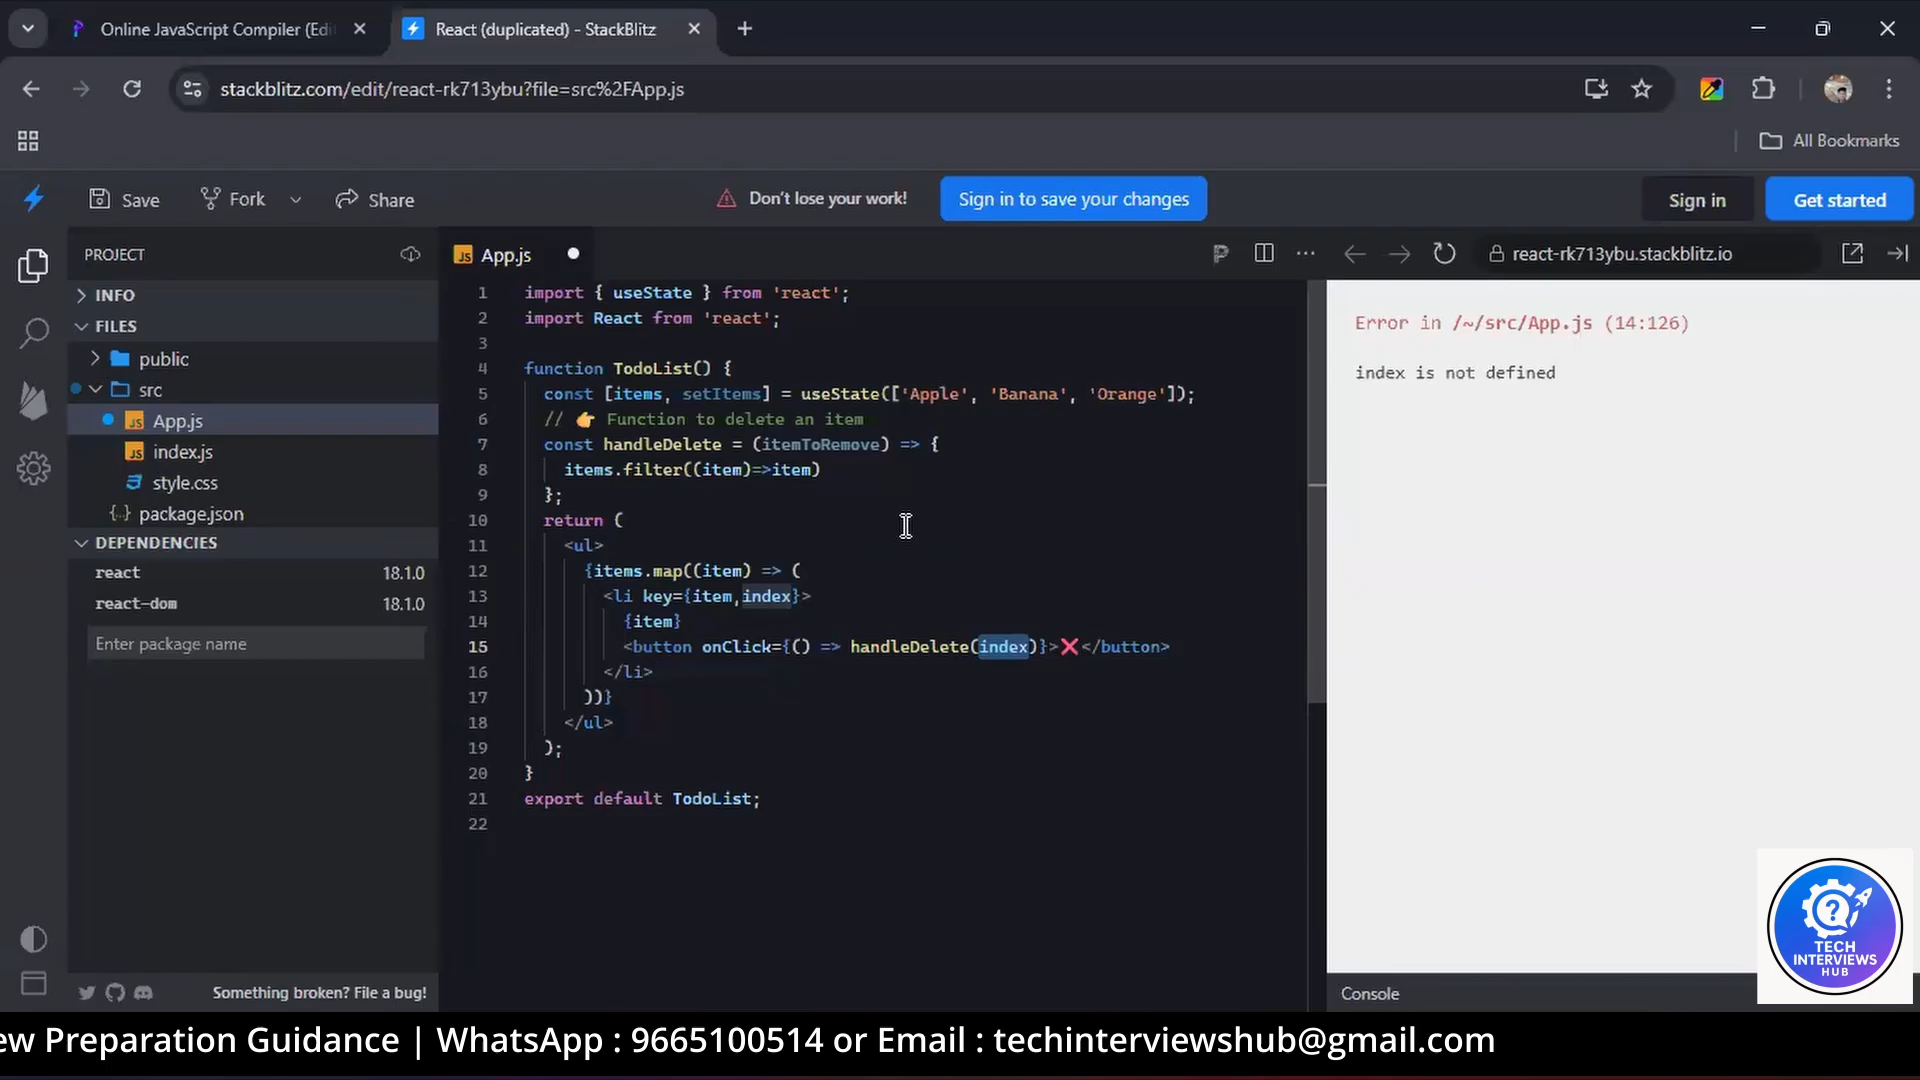 Online JavaScript Compiler (Edi
React (duplicated) - StackBlitz
stackblitz.com/edit/react-rk713ybu?file=src%2FApp.js
All Bookmarks
Save
Fork
Share
Don't lose your work!
Sign in to save your changes
Sign in
Get started
PROJECT
INFO
FILES
public
src
JS App.js
JS index.js
style.css
{··} package.json
DEPENDENCIES
react 18.1.0
react-dom 18.1.0
Enter package name
Something broken? File a bug!
JS App.js
1 import { useState } from 'react';
2 import React from 'react';
3
4 function TodoList() {
5 const [items, setItems] = useState(['Apple', 'Banana', 'Orange']);
6 // 👉 Function to delete an item
7 const handleDelete = (itemToRemove) => {
8 items.filter((item)=>item)
9 };
10 return (
11 <ul>
12 {items.map((item) => (
13 <li key={item,index}>
14 {item}
15 <button onClick={() => handleDelete(index)}>❌</button>
16 </li>
17 ))}
18 </ul>
19 );
20 }
21 export default TodoList;
22
react-rk713ybu.stackblitz.io
Error in /~/src/App.js (14:126)
index is not defined
Console
TECH
INTERVIEWS
HUB
ew Preparation Guidance | WhatsApp : 9665100514 or Email : techinterviewshub@gmail.com